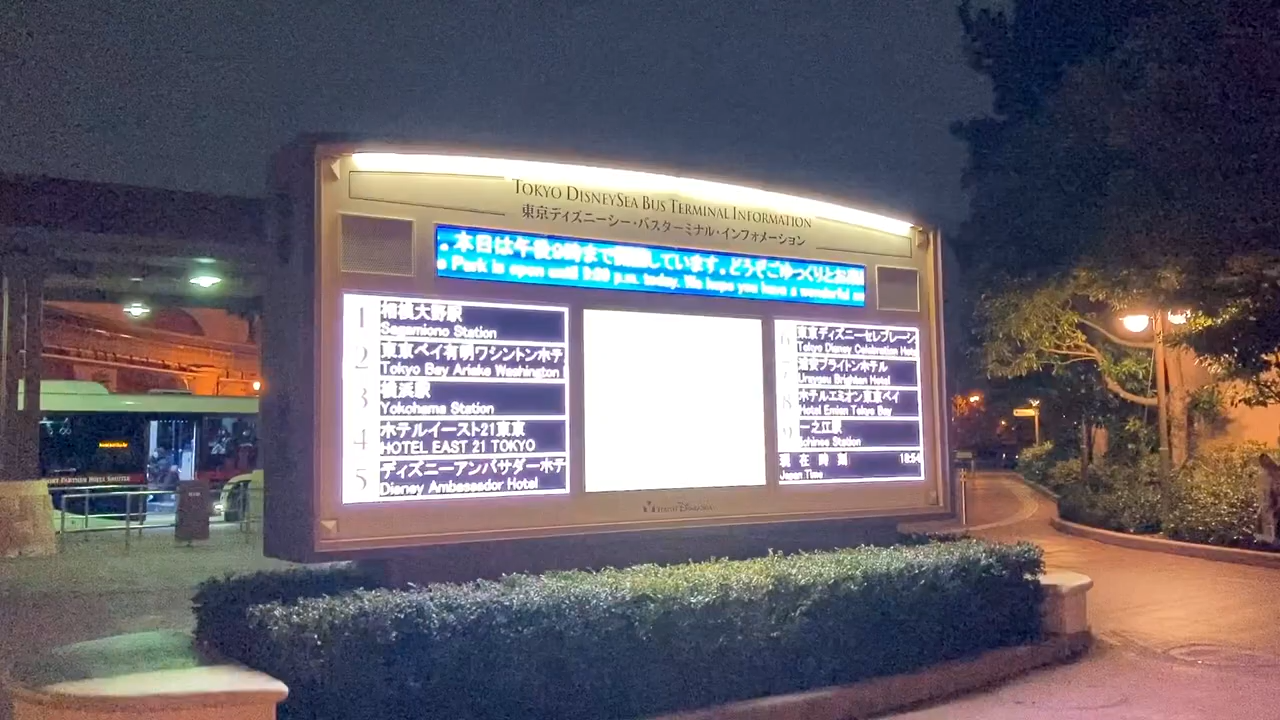 TOKYO DISNEYSEA BUS TERMINAL INFORMATION
東京ディズニーシー・バスターミナル・インフォメーション
。本日は午後9時まで開園しています。どうぞごゆっくりとお
Park is open until 9:00 p.m. today. We hope you have a wonderful
1 相模大野駅
Sagamiono Station
2 東京ベイ有明ワシントンホテ
Tokyo Bay Ariake Washington
3 横浜駅
Yokohama Station
4 ホテルイースト21東京
HOTEL EAST 21 TOKYO
5 ディズニーアンバサダーホテ
Disney Ambassador Hotel
6 東京ディズニーセレブレーシ
Tokyo Disney Celebration Hot
7 浦安ブライトンホテル
Urayasu Brighton Hotel
8 ホテルエミオン東京ベイ
Hotel Emion Tokyo Bay
9 一之江駅
Ichinoe Station
現在時刻 18:54
Japan Time
Tokyo DisneySea
PARTNER HOTEL SHUTTLE